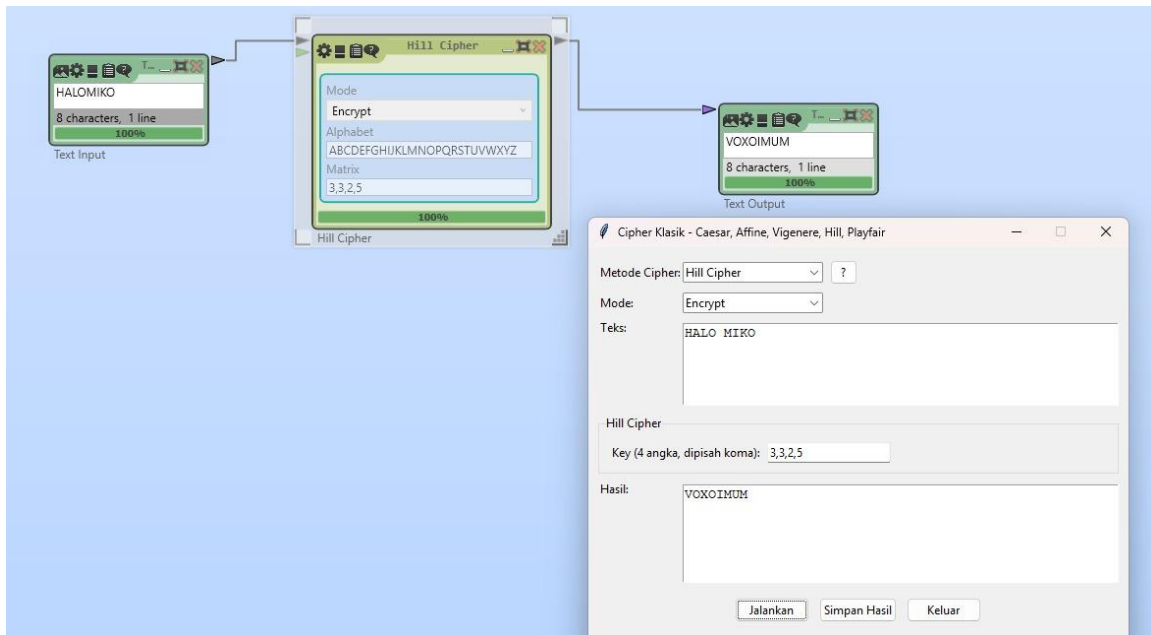 T...
HALOMIKO
8 characters, 1 line
100%
Text Input
Hill Cipher
Mode
Encrypt
Alphabet
ABCDEFGHIJKLMNOPQRSTUVWXYZ
Matrix
3,3,2,5
100%
Hill Cipher
T...
VOXOIMUM
8 characters, 1 line
100%
Text Output
Cipher Klasik - Caesar, Affine, Vigenere, Hill, Playfair
Metode Cipher: Hill Cipher ?
Mode: Encrypt
Teks: HALO MIKO
Hill Cipher
Key (4 angka, dipisah koma): 3,3,2,5
Hasil: VOXOIMUM
Jalankan Simpan Hasil Keluar